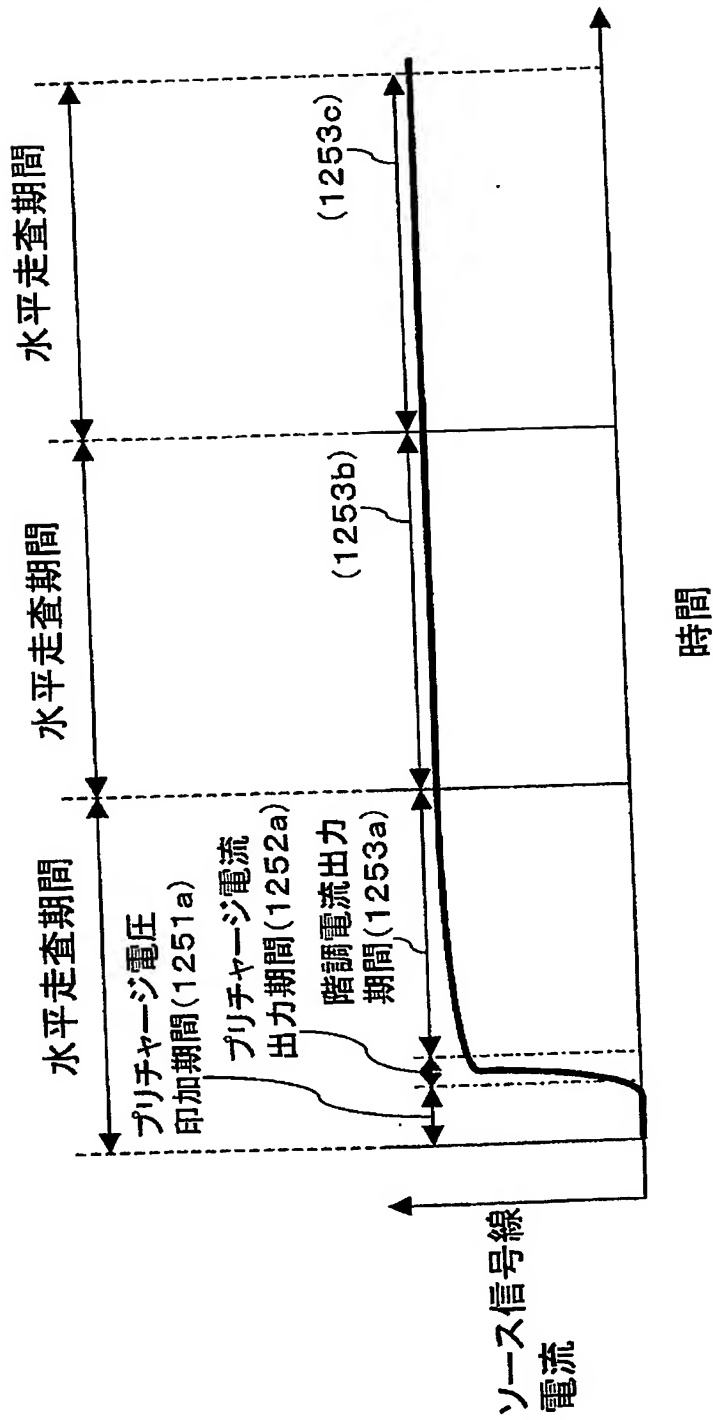 水平走査期間
水平走査期間
水平走査期間
プリチャージ電圧
印加期間(1251a)
プリチャージ電流
出力期間(1252a)
階調電流出力
期間(1253a)
(1253b)
(1253c)
ソース信号線
電流
時間